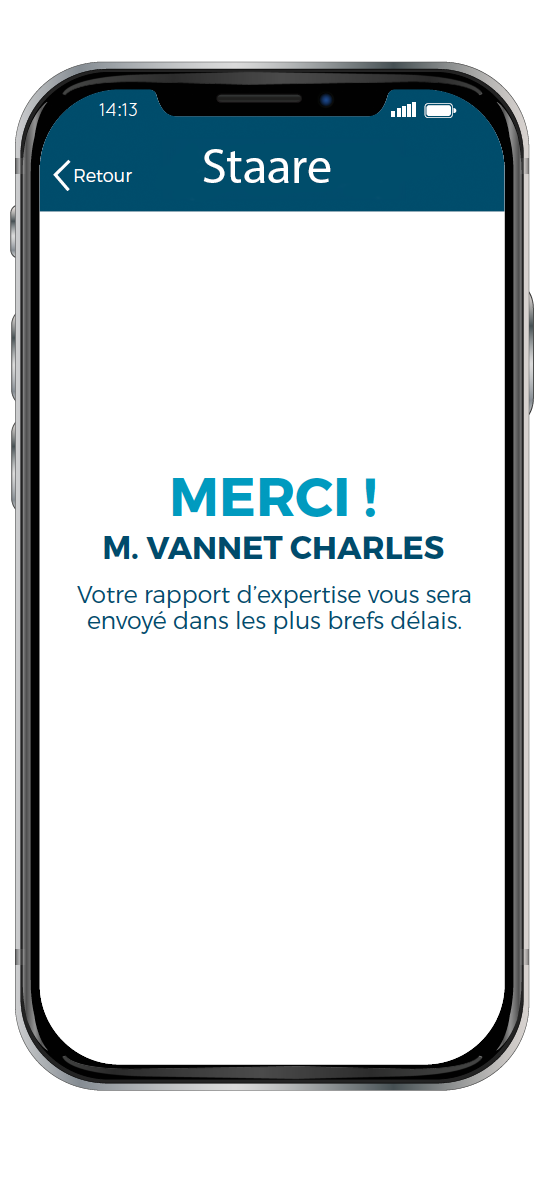 14:13
Staare
Retour
MERCI !
M. VANNET CHARLES
Votre rapport d’expertise vous sera
envoyé dans les plus brefs délais.